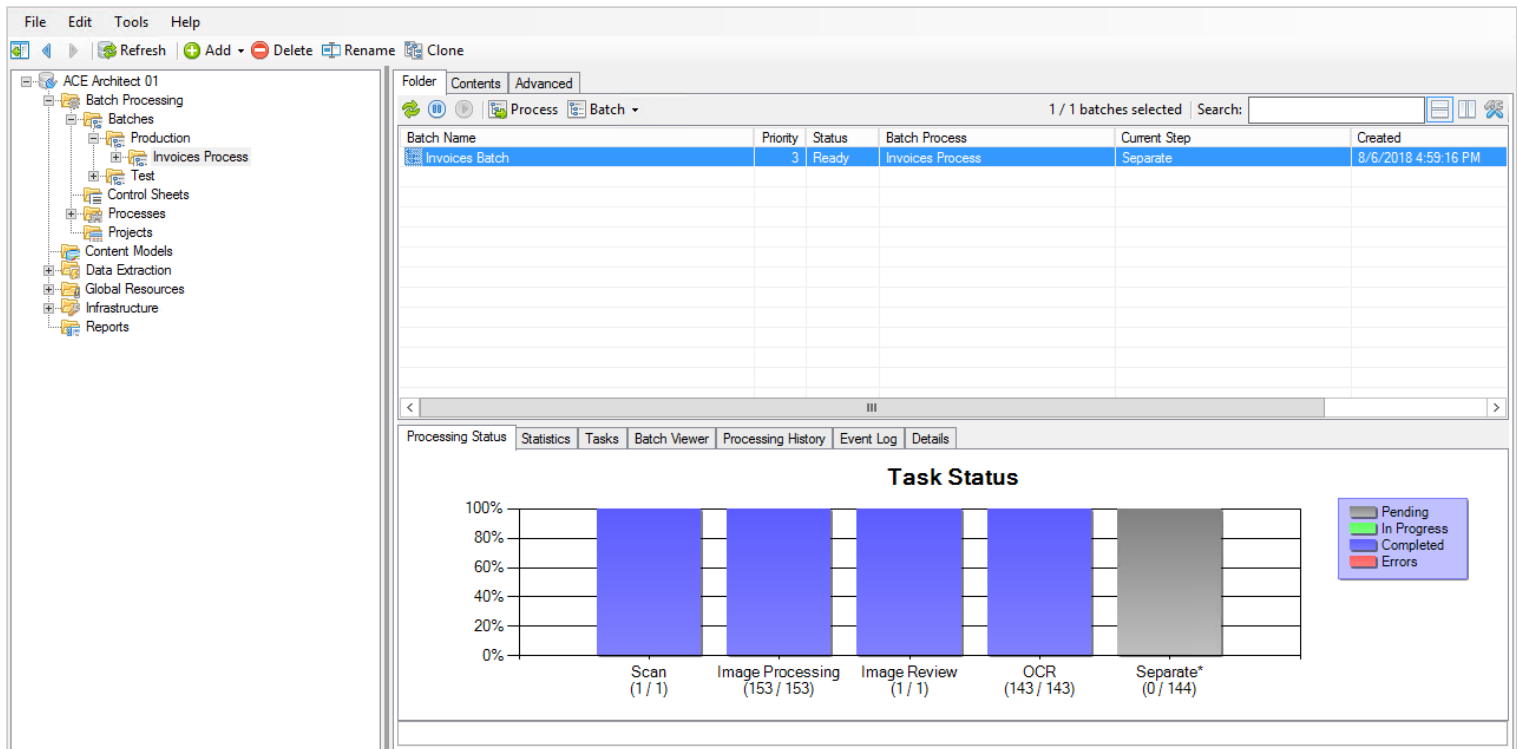 File Edit Tools Help
Refresh Add Delete Rename Clone
ACE Architect 01
Batch Processing
Batches
Production
Invoices Process
Test
Control Sheets
Processes
Projects
Content Models
Data Extraction
Global Resources
Infrastructure
Reports
Folder Contents Advanced
Process Batch 1 / 1 batches selected Search:
Batch Name Priority Status Batch Process Current Step Created
Invoices Batch 3 Ready Invoices Process Separate 8/6/2018 4:59:16 PM
Processing Status Statistics Tasks Batch Viewer Processing History Event Log Details
Task Status
100%
80%
60%
40%
20%
0%
Scan Image Processing Image Review OCR Separate*
(1 / 1) (153 / 153) (1 / 1) (143 / 143) (0 / 144)
Pending
In Progress
Completed
Errors